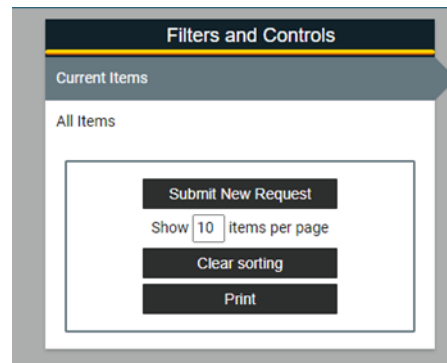 Filters and Controls
Current Items
All Items
Submit New Request
Show 10 items per page
Clear sorting
Print